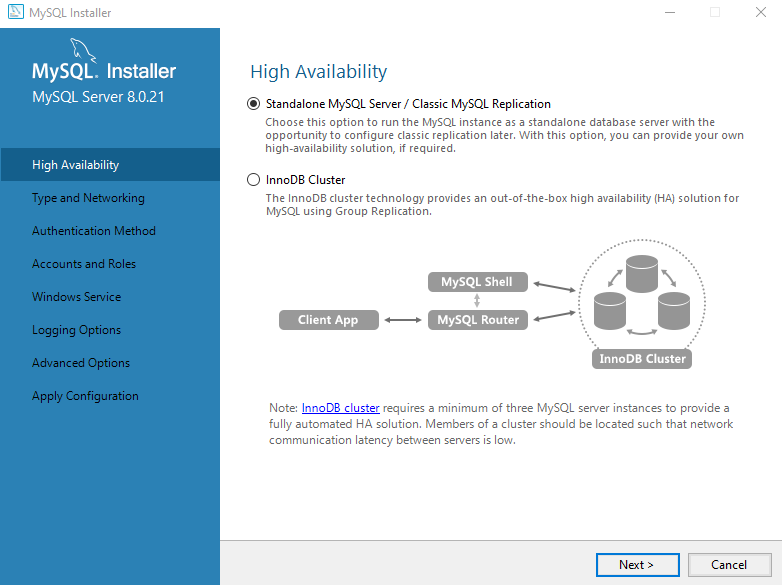 MySQL Installer
MySQL. Installer
MySQL Server 8.0.21
High Availability
Type and Networking
Authentication Method
Accounts and Roles
Windows Service
Logging Options
Advanced Options
Apply Configuration
High Availability
Standalone MySQL Server / Classic MySQL Replication
Choose this option to run the MySQL instance as a standalone database server with the
opportunity to configure classic replication later. With this option, you can provide your own
high-availability solution, if required.
InnoDB Cluster
The InnoDB cluster technology provides an out-of-the-box high availability (HA) solution for
MySQL using Group Replication.
MySQL Shell
Client App
MySQL Router
InnoDB Cluster
Note: InnoDB cluster requires a minimum of three MySQL server instances to provide a
fully automated HA solution. Members of a cluster should be located such that network
communication latency between servers is low.
Next >
Cancel